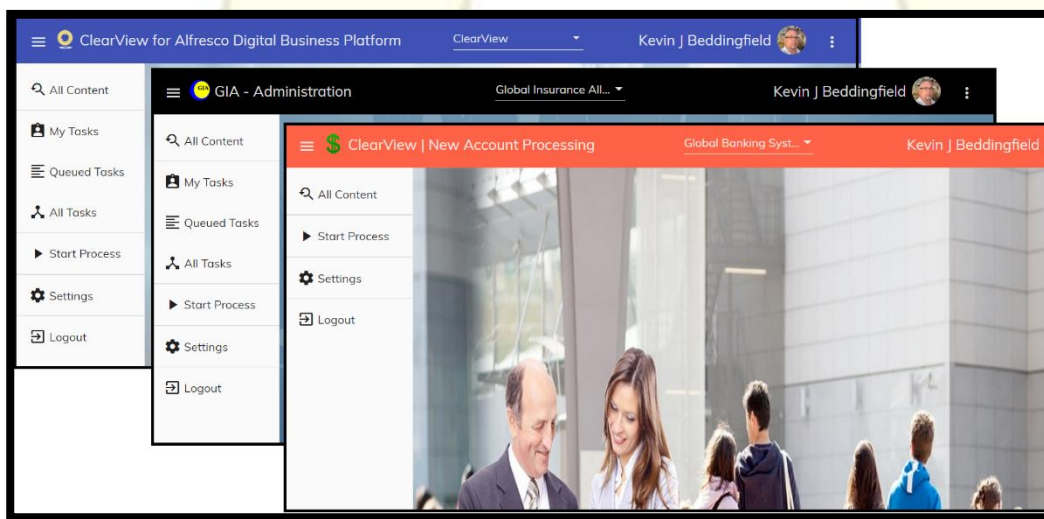 ClearView for Alfresco Digital Business Platform
ClearView
Kevin J Beddingfield
All Content
My Tasks
Queued Tasks
All Tasks
Start Process
Settings
Logout
GIA
GIA - Administration
Global Insurance All...
Kevin J Beddingfield
All Content
My Tasks
Queued Tasks
All Tasks
Start Process
Settings
Logout
$ ClearView | New Account Processing
Global Banking Syst...
Kevin J Beddingfield
All Content
Start Process
Settings
Logout